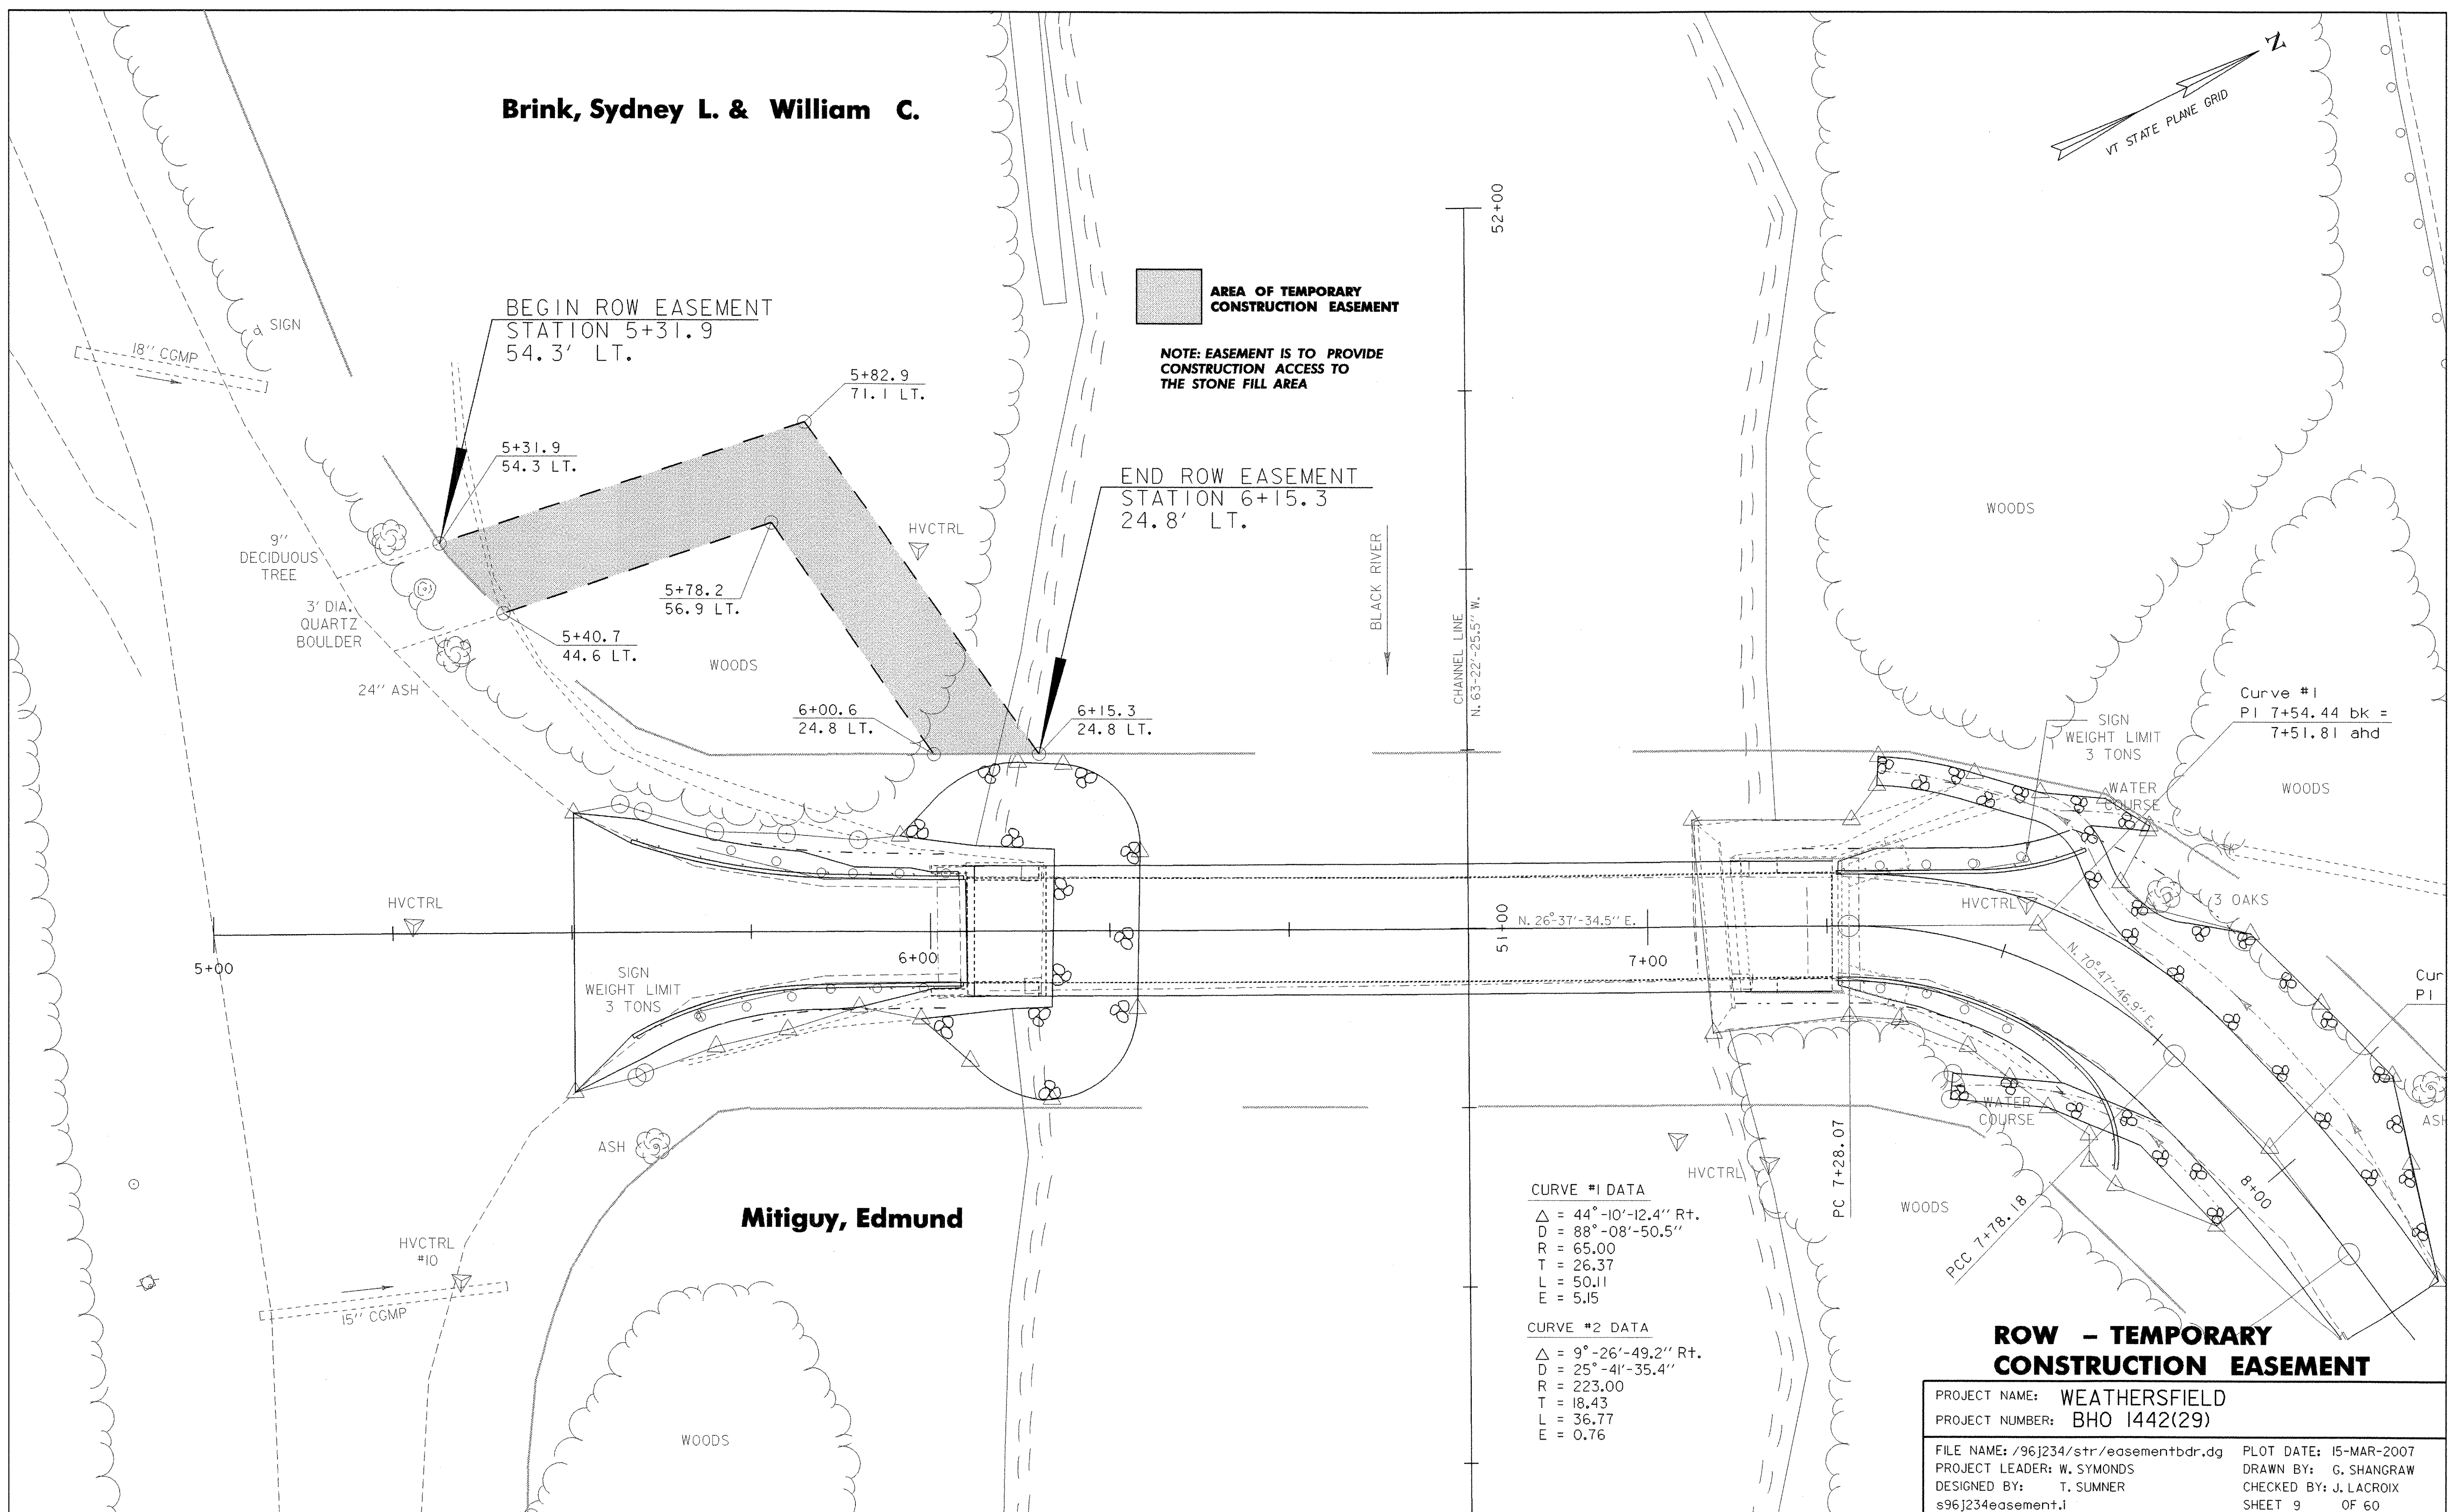 Brink, Sydney L. & William C.
N
VT STATE PLANE GRID
52+00
BEGIN ROW EASEMENT
STATION 5+31.9
54.3' LT.
SIGN
18" CGMP
AREA OF TEMPORARY
CONSTRUCTION EASEMENT
NOTE: EASEMENT IS TO PROVIDE
CONSTRUCTION ACCESS TO
THE STONE FILL AREA
5+82.9
71.1 LT.
5+31.9
54.3 LT.
END ROW EASEMENT
STATION 6+15.3
24.8' LT.
WOODS
HVCTRL
9"
DECIDUOUS
TREE
BLACK RIVER
CHANNEL LINE
N. 63-22'-25.5" W.
5+78.2
56.9 LT.
3' DIA.
QUARTZ
BOULDER
5+40.7
44.6 LT.
WOODS
24" ASH
6+00.6
24.8 LT.
6+15.3
24.8 LT.
Curve #1
PI 7+54.44 bk =
7+51.81 ahd
SIGN
WEIGHT LIMIT
3 TONS
WATER
COURSE
WOODS
3 OAKS
HVCTRL
HVCTRL
51+00
N. 26°-37'-34.5" E.
5+00
6+00
7+00
N. 70°-47'-46.9" E.
SIGN
WEIGHT LIMIT
3 TONS
Cur
PI
WATER
COURSE
ASH
ASH
PC 7+28.07
HVCTRL
WOODS
8+00
PCC 7+78.18
Mitiguy, Edmund
HVCTRL
#10
15" CGMP
WOODS
CURVE #1 DATA
△ = 44°-10'-12.4" Rt.
D = 88°-08'-50.5"
R = 65.00
T = 26.37
L = 50.11
E = 5.15
CURVE #2 DATA
△ = 9°-26'-49.2" Rt.
D = 25°-41'-35.4"
R = 223.00
T = 18.43
L = 36.77
E = 0.76
ROW - TEMPORARY
CONSTRUCTION EASEMENT
PROJECT NAME: WEATHERSFIELD
PROJECT NUMBER: BHO 1442(29)
FILE NAME: /96j234/str/easementbdr.dg PLOT DATE: 15-MAR-2007
PROJECT LEADER: W. SYMONDS DRAWN BY: G. SHANGRAW
DESIGNED BY: T. SUMNER CHECKED BY: J. LACROIX
s96j234easement.i SHEET 9 OF 60